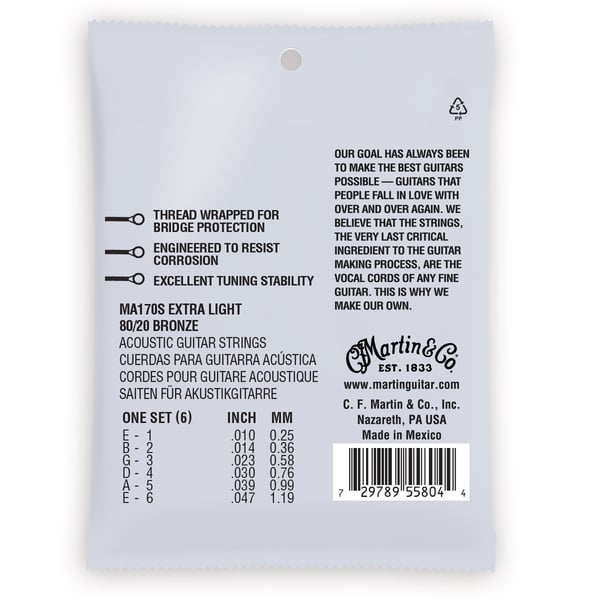 5
PP
OUR GOAL HAS ALWAYS BEEN
TO MAKE THE BEST GUITARS
POSSIBLE — GUITARS THAT
PEOPLE FALL IN LOVE WITH
OVER AND OVER AGAIN. WE
BELIEVE THAT THE STRINGS,
THE VERY LAST CRITICAL
INGREDIENT TO THE GUITAR
MAKING PROCESS, ARE THE
VOCAL CORDS OF ANY FINE
GUITAR. THIS IS WHY WE
MAKE OUR OWN.
THREAD WRAPPED FOR
BRIDGE PROTECTION
ENGINEERED TO RESIST
CORROSION
EXCELLENT TUNING STABILITY
MA170S EXTRA LIGHT
80/20 BRONZE
ACOUSTIC GUITAR STRINGS
CUERDAS PARA GUITARRA ACÚSTICA
CORDES POUR GUITARE ACOUSTIQUE
SAITEN FÜR AKUSTIKGITARRE
ONE SET (6) INCH MM
E - 1 .010 0.25
B - 2 .014 0.36
G - 3 .023 0.58
D - 4 .030 0.76
A - 5 .039 0.99
E - 6 .047 1.19
C.F. Martin & Co.
EST. 1833
www.martinguitar.com
C. F. Martin & Co., Inc.
Nazareth, PA USA
Made in Mexico
7 29789 55804 4